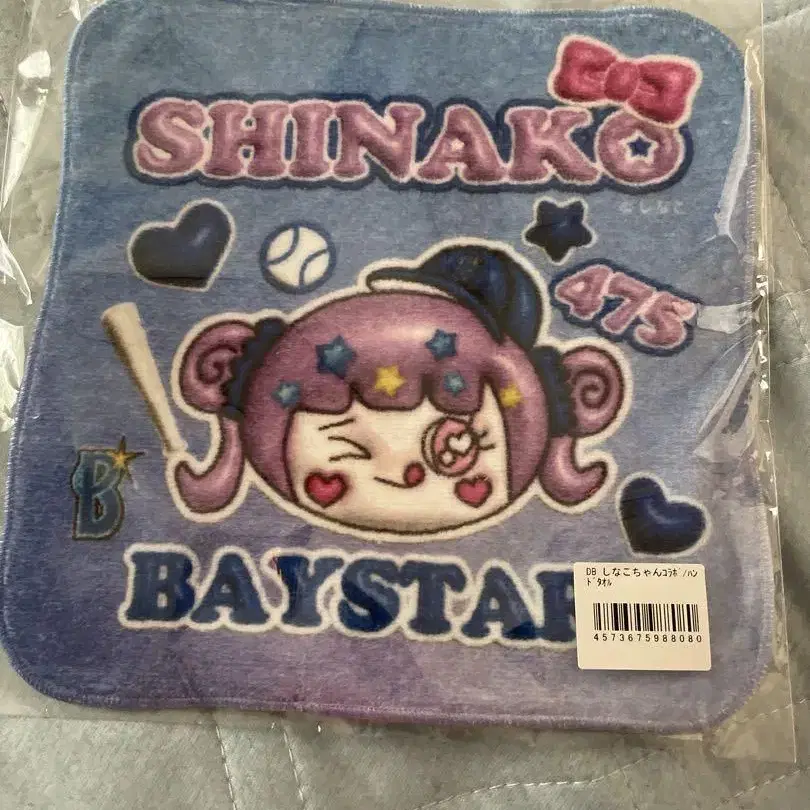 SHINAKO
© しなこ
475
B
BAYSTAR
DB しなこちゃんｺﾗﾎﾞ/ﾊﾝ
ﾄﾞﾀｵﾙ
4573675988080